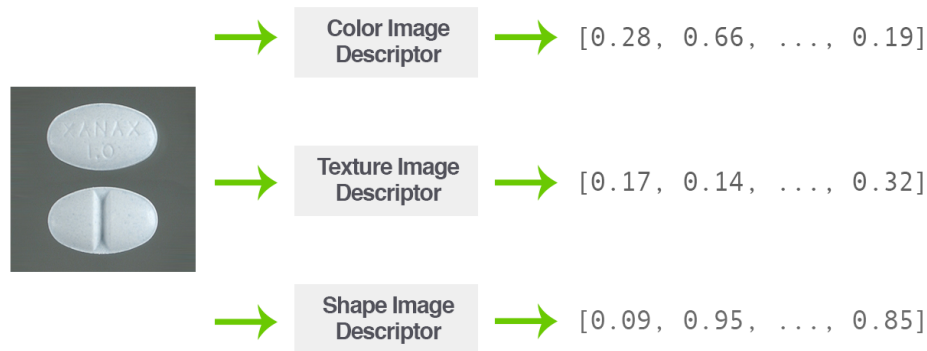 Color Image
Descriptor
[0.28, 0.66, ..., 0.19]
XANAX
1.0
Texture Image
Descriptor
[0.17, 0.14, ..., 0.32]
Shape Image
Descriptor
[0.09, 0.95, ..., 0.85]